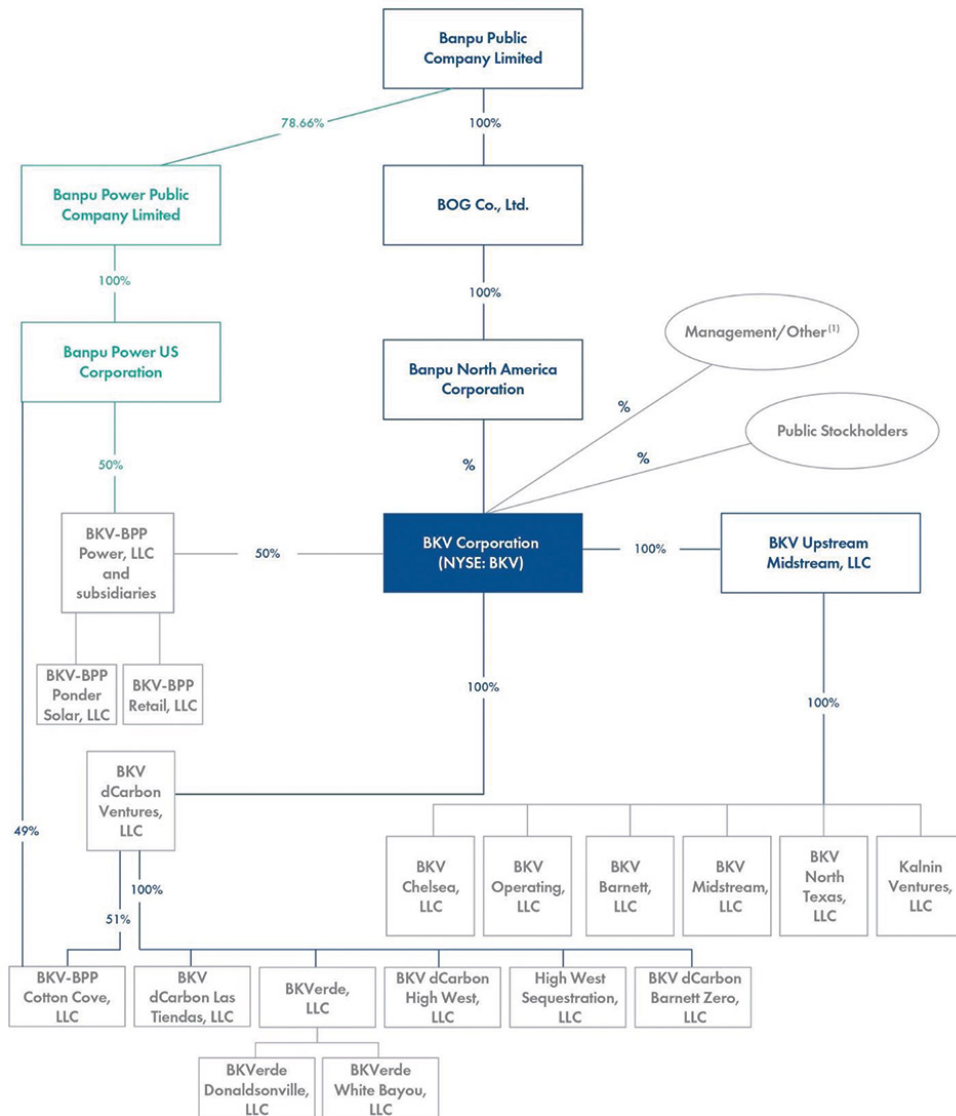 Banpu Public
Company Limited
78.66%
100%
Banpu Power Public
Company Limited
BOG Co., Ltd.
100%
100%
Management/Other(1)
Banpu Power US
Corporation
Banpu North America
Corporation
%
Public Stockholders
%
%
50%
BKV-BPP
Power, LLC
and
subsidiaries
50%
BKV Corporation
(NYSE: BKV)
100%
BKV Upstream
Midstream, LLC
BKV-BPP
Ponder
Solar, LLC
BKV-BPP
Retail, LLC
100%
100%
BKV
dCarbon
Ventures,
LLC
49%
BKV
Chelsea,
LLC
BKV
Operating,
LLC
BKV
Barnett,
LLC
BKV
Midstream,
LLC
BKV
North
Texas,
LLC
Kalnin
Ventures,
LLC
100%
51%
BKV-BPP
Cotton Cove,
LLC
BKV
dCarbon Las
Tiendas, LLC
BKVerde,
LLC
BKV dCarbon
High West,
LLC
High West
Sequestration,
LLC
BKV dCarbon
Barnett Zero,
LLC
BKVerde
Donaldsonville,
LLC
BKVerde
White Bayou,
LLC